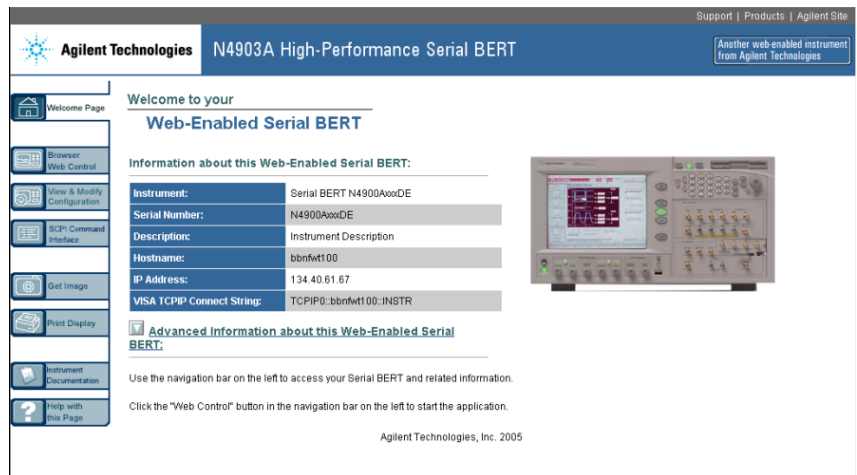 Support | Products | Agilent Site
Agilent Technologies
N4903A High-Performance Serial BERT
Another web-enabled instrument
from Agilent Technologies
Welcome Page
Browser
Web Control
View & Modify
Configuration
SCPI Command
Interface
Get Image
Print Display
Instrument
Documentation
Help with
this Page
Welcome to your
Web-Enabled Serial BERT
Information about this Web-Enabled Serial BERT:
Instrument: Serial BERT N4900AxxxDE
Serial Number: N4900AxxxDE
Description: Instrument Description
Hostname: bbnfwt100
IP Address: 134.40.61.67
VISA TCPIP Connect String: TCPIP0::bbnfwt100::INSTR
Advanced Information about this Web-Enabled Serial
BERT:
Use the navigation bar on the left to access your Serial BERT and related information.
Click the "Web Control" button in the navigation bar on the left to start the application.
Agilent Technologies, Inc. 2005